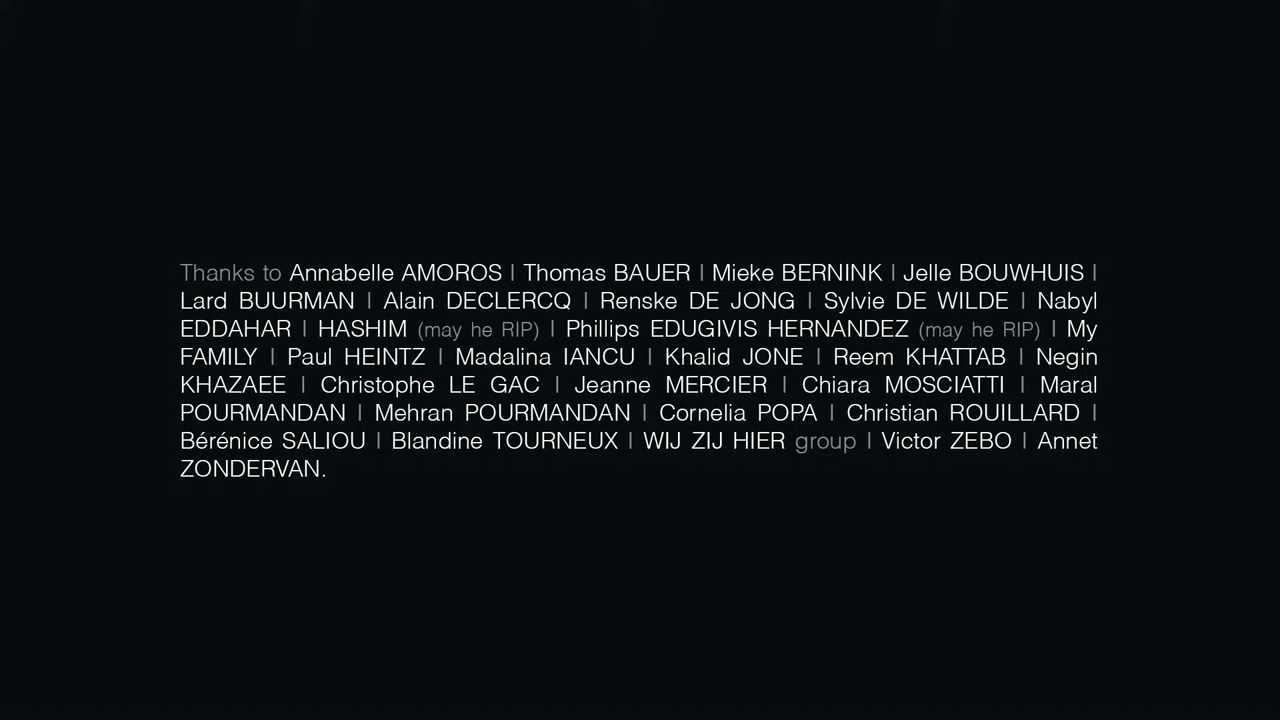 Thanks to Annabelle AMOROS | Thomas BAUER | Mieke BERNINK | Jelle BOUWHUIS |
Lard BUURMAN | Alain DECLERCQ | Renske DE JONG | Sylvie DE WILDE | Nabyl
EDDAHAR | HASHIM (may he RIP) | Phillips EDUGIVIS HERNANDEZ (may he RIP) | My
FAMILY | Paul HEINTZ | Madalina IANCU | Khalid JONE | Reem KHATTAB | Negin
KHAZAEE | Christophe LE GAC | Jeanne MERCIER | Chiara MOSCIATTI | Maral
POURMANDAN | Mehran POURMANDAN | Cornelia POPA | Christian ROUILLARD |
Bérénice SALIOU | Blandine TOURNEUX | WIJ ZIJ HIER group | Victor ZEBO | Annet
ZONDERVAN.